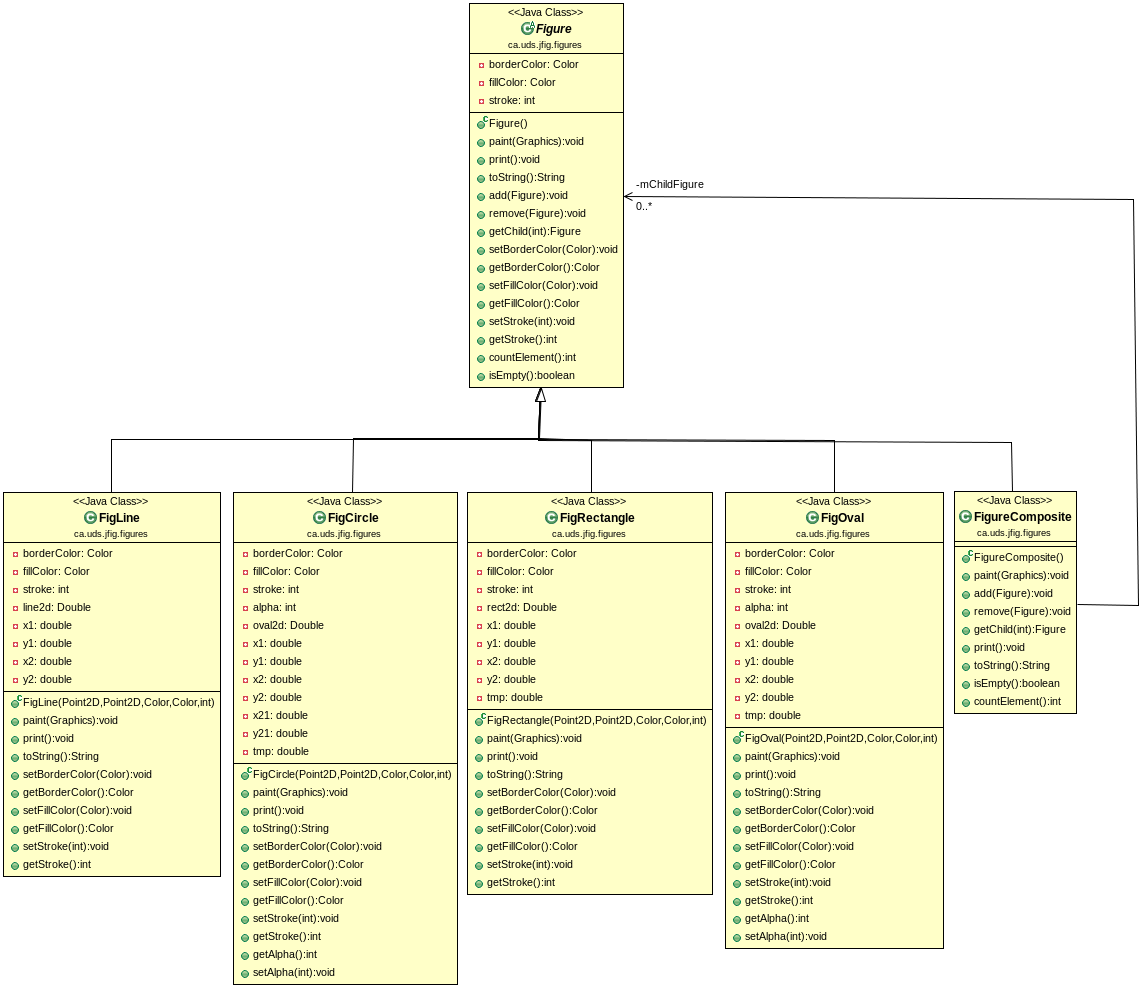 <<Java Class>>
Figure
ca.uds.jfig.figures
borderColor: Color
fillColor: Color
stroke: int
Figure()
paint(Graphics):void
print():void
toString():String
add(Figure):void
remove(Figure):void
getChild(int):Figure
setBorderColor(Color):void
getBorderColor():Color
setFillColor(Color):void
getFillColor():Color
setStroke(int):void
getStroke():int
countElement():int
isEmpty():boolean
-mChildFigure
0..*
<<Java Class>>
FigLine
ca.uds.jfig.figures
borderColor: Color
fillColor: Color
stroke: int
line2d: Double
x1: double
y1: double
x2: double
y2: double
FigLine(Point2D,Point2D,Color,Color,int)
paint(Graphics):void
print():void
toString():String
setBorderColor(Color):void
getBorderColor():Color
setFillColor(Color):void
getFillColor():Color
setStroke(int):void
getStroke():int
<<Java Class>>
FigCircle
ca.uds.jfig.figures
borderColor: Color
fillColor: Color
stroke: int
alpha: int
oval2d: Double
x1: double
y1: double
x2: double
y2: double
x21: double
y21: double
tmp: double
FigCircle(Point2D,Point2D,Color,Color,int)
paint(Graphics):void
print():void
toString():String
setBorderColor(Color):void
getBorderColor():Color
setFillColor(Color):void
getFillColor():Color
setStroke(int):void
getStroke():int
getAlpha():int
setAlpha(int):void
<<Java Class>>
FigRectangle
ca.uds.jfig.figures
borderColor: Color
fillColor: Color
stroke: int
rect2d: Double
x1: double
y1: double
x2: double
y2: double
tmp: double
FigRectangle(Point2D,Point2D,Color,Color,int)
paint(Graphics):void
print():void
toString():String
setBorderColor(Color):void
getBorderColor():Color
setFillColor(Color):void
getFillColor():Color
setStroke(int):void
getStroke():int
<<Java Class>>
FigOval
ca.uds.jfig.figures
borderColor: Color
fillColor: Color
stroke: int
alpha: int
oval2d: Double
x1: double
y1: double
x2: double
y2: double
tmp: double
FigOval(Point2D,Point2D,Color,Color,int)
paint(Graphics):void
print():void
toString():String
setBorderColor(Color):void
getBorderColor():Color
setFillColor(Color):void
getFillColor():Color
setStroke(int):void
getStroke():int
getAlpha():int
setAlpha(int):void
<<Java Class>>
FigureComposite
ca.uds.jfig.figures
FigureComposite()
paint(Graphics):void
add(Figure):void
remove(Figure):void
getChild(int):Figure
print():void
toString():String
isEmpty():boolean
countElement():int